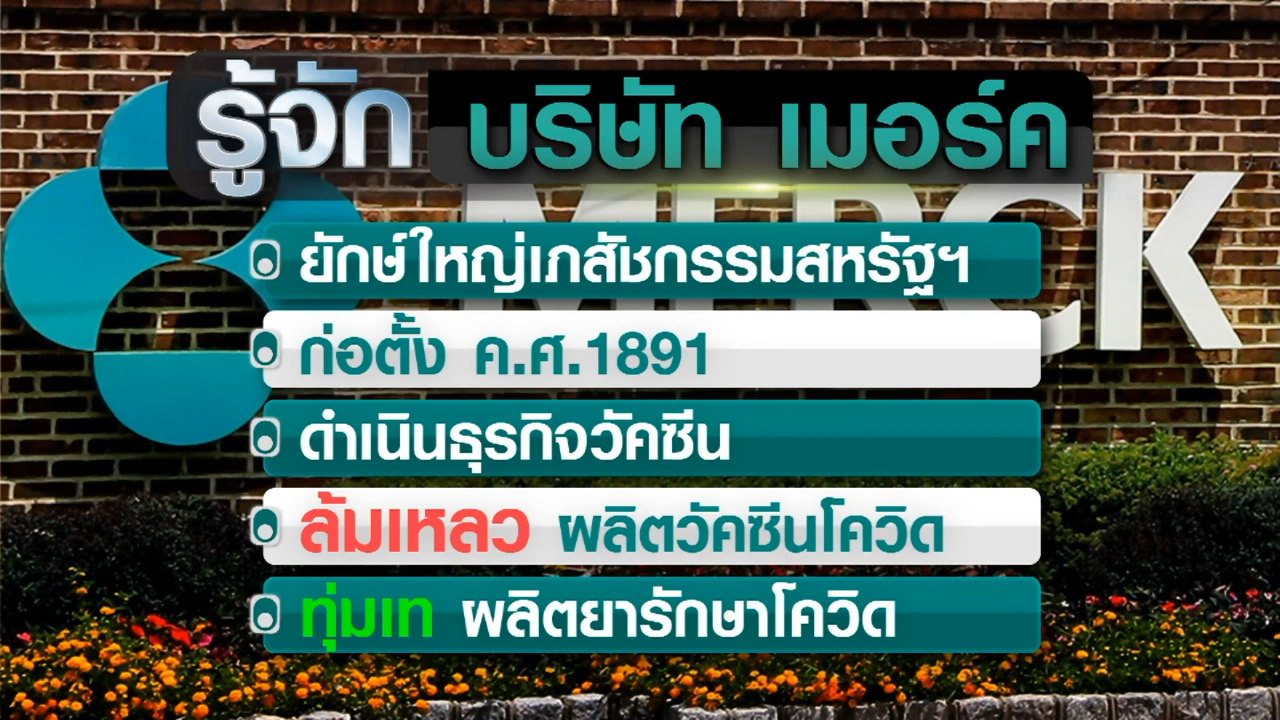 รู้จัก บริษัท เมอร์ค
MERCK
ยักษ์ใหญ่เภสัชกรรมสหรัฐฯ
ก่อตั้ง ค.ศ.1891
ดำเนินธุรกิจวัคซีน
ล้มเหลว ผลิตวัคซีนโควิด
ทุ่มเท ผลิตยารักษาโควิด